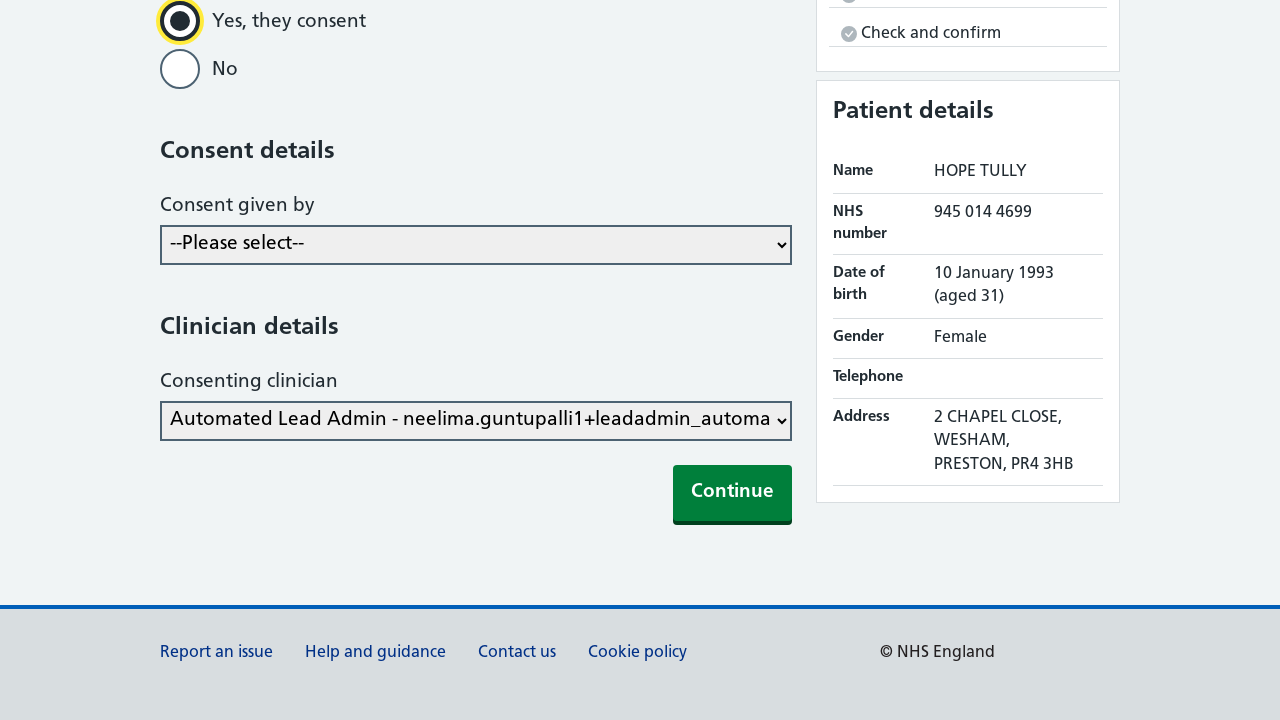 Yes, they consent
No
Consent details
Consent given by
--Please select--
Clinician details
Consenting clinician
Automated Lead Admin - neelima.guntupalli1+leadadmin_automa
Continue
Check and confirm
Patient details
Name HOPE TULLY
NHS number 945 014 4699
Date of birth 10 January 1993 (aged 31)
Gender Female
Telephone
Address 2 CHAPEL CLOSE,
WESHAM,
PRESTON, PR4 3HB
Report an issue Help and guidance Contact us Cookie policy © NHS England